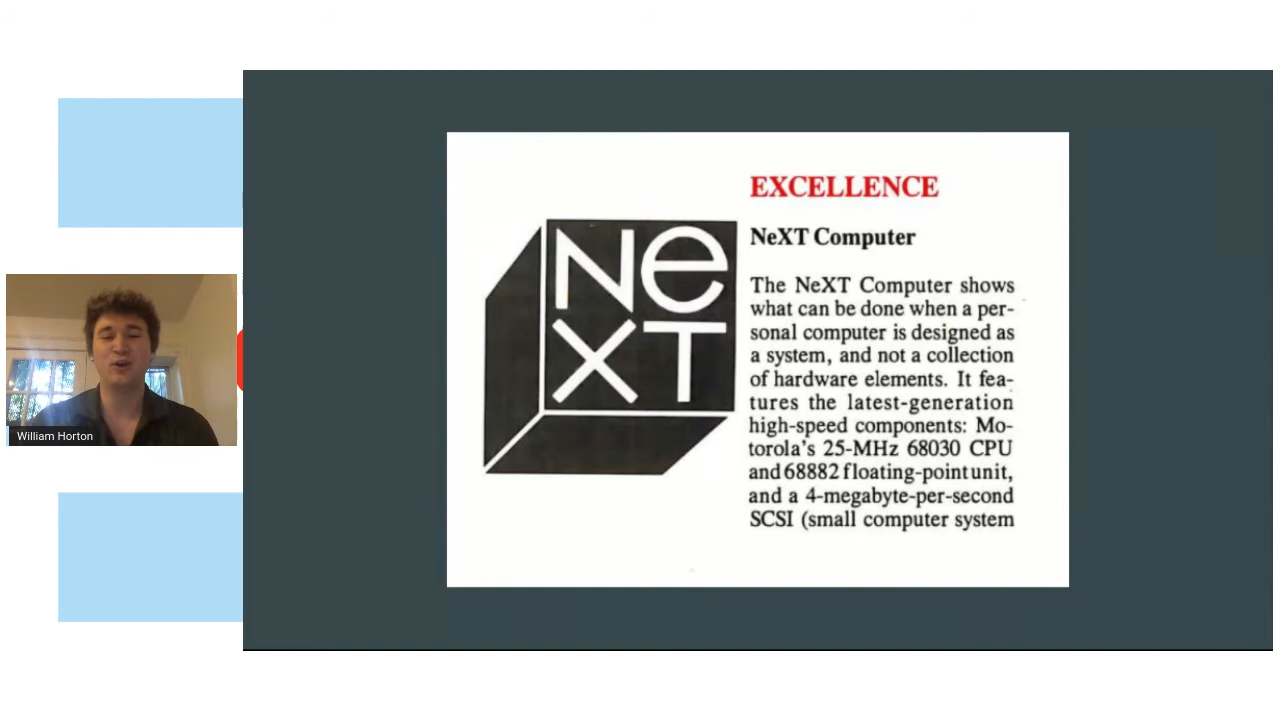 EXCELLENCE
NeXT Computer
Ne
XT
The NeXT Computer shows
what can be done when a per-
sonal computer is designed as
a system, and not a collection
of hardware elements. It fea-
tures the latest-generation
high-speed components: Mo-
torola's 25-MHz 68030 CPU
and 68882 floating-point unit,
and a 4-megabyte-per-second
SCSI (small computer system
William Horton